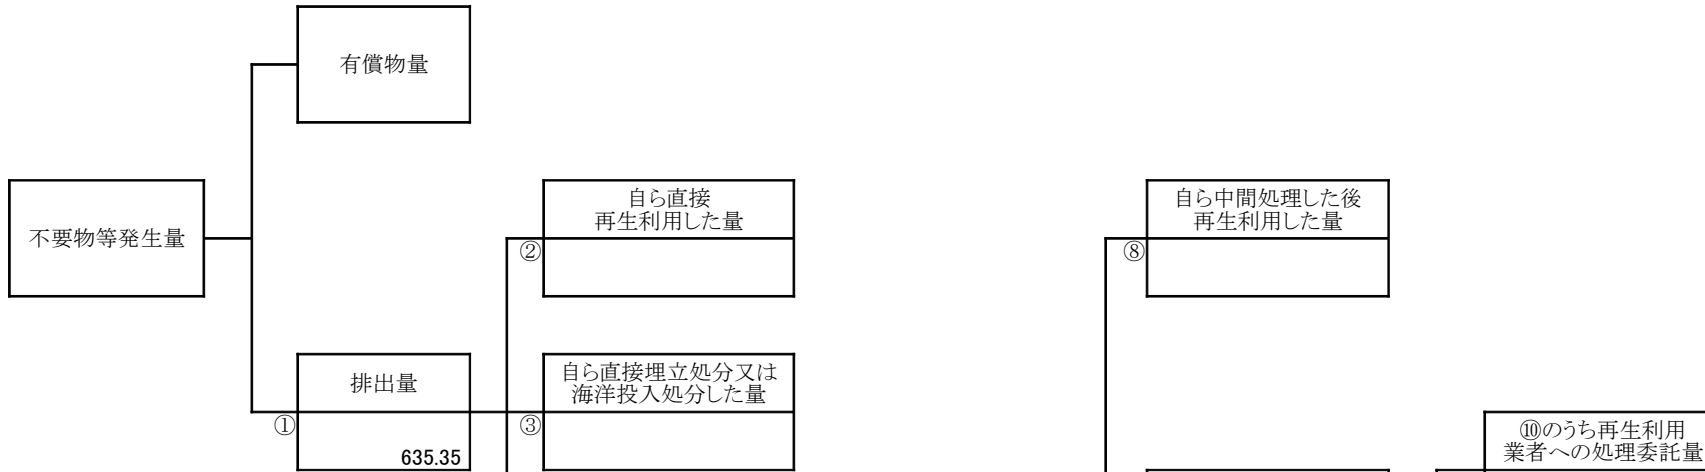 有償物量
不要物等発生量
自ら直接
再生利用した量
②
自ら中間処理した後
再生利用した量
⑧
排出量
①
635.35
自ら直接埋立処分又は
海洋投入処分した量
③
⑩のうち再生利用
業者への処理委託量